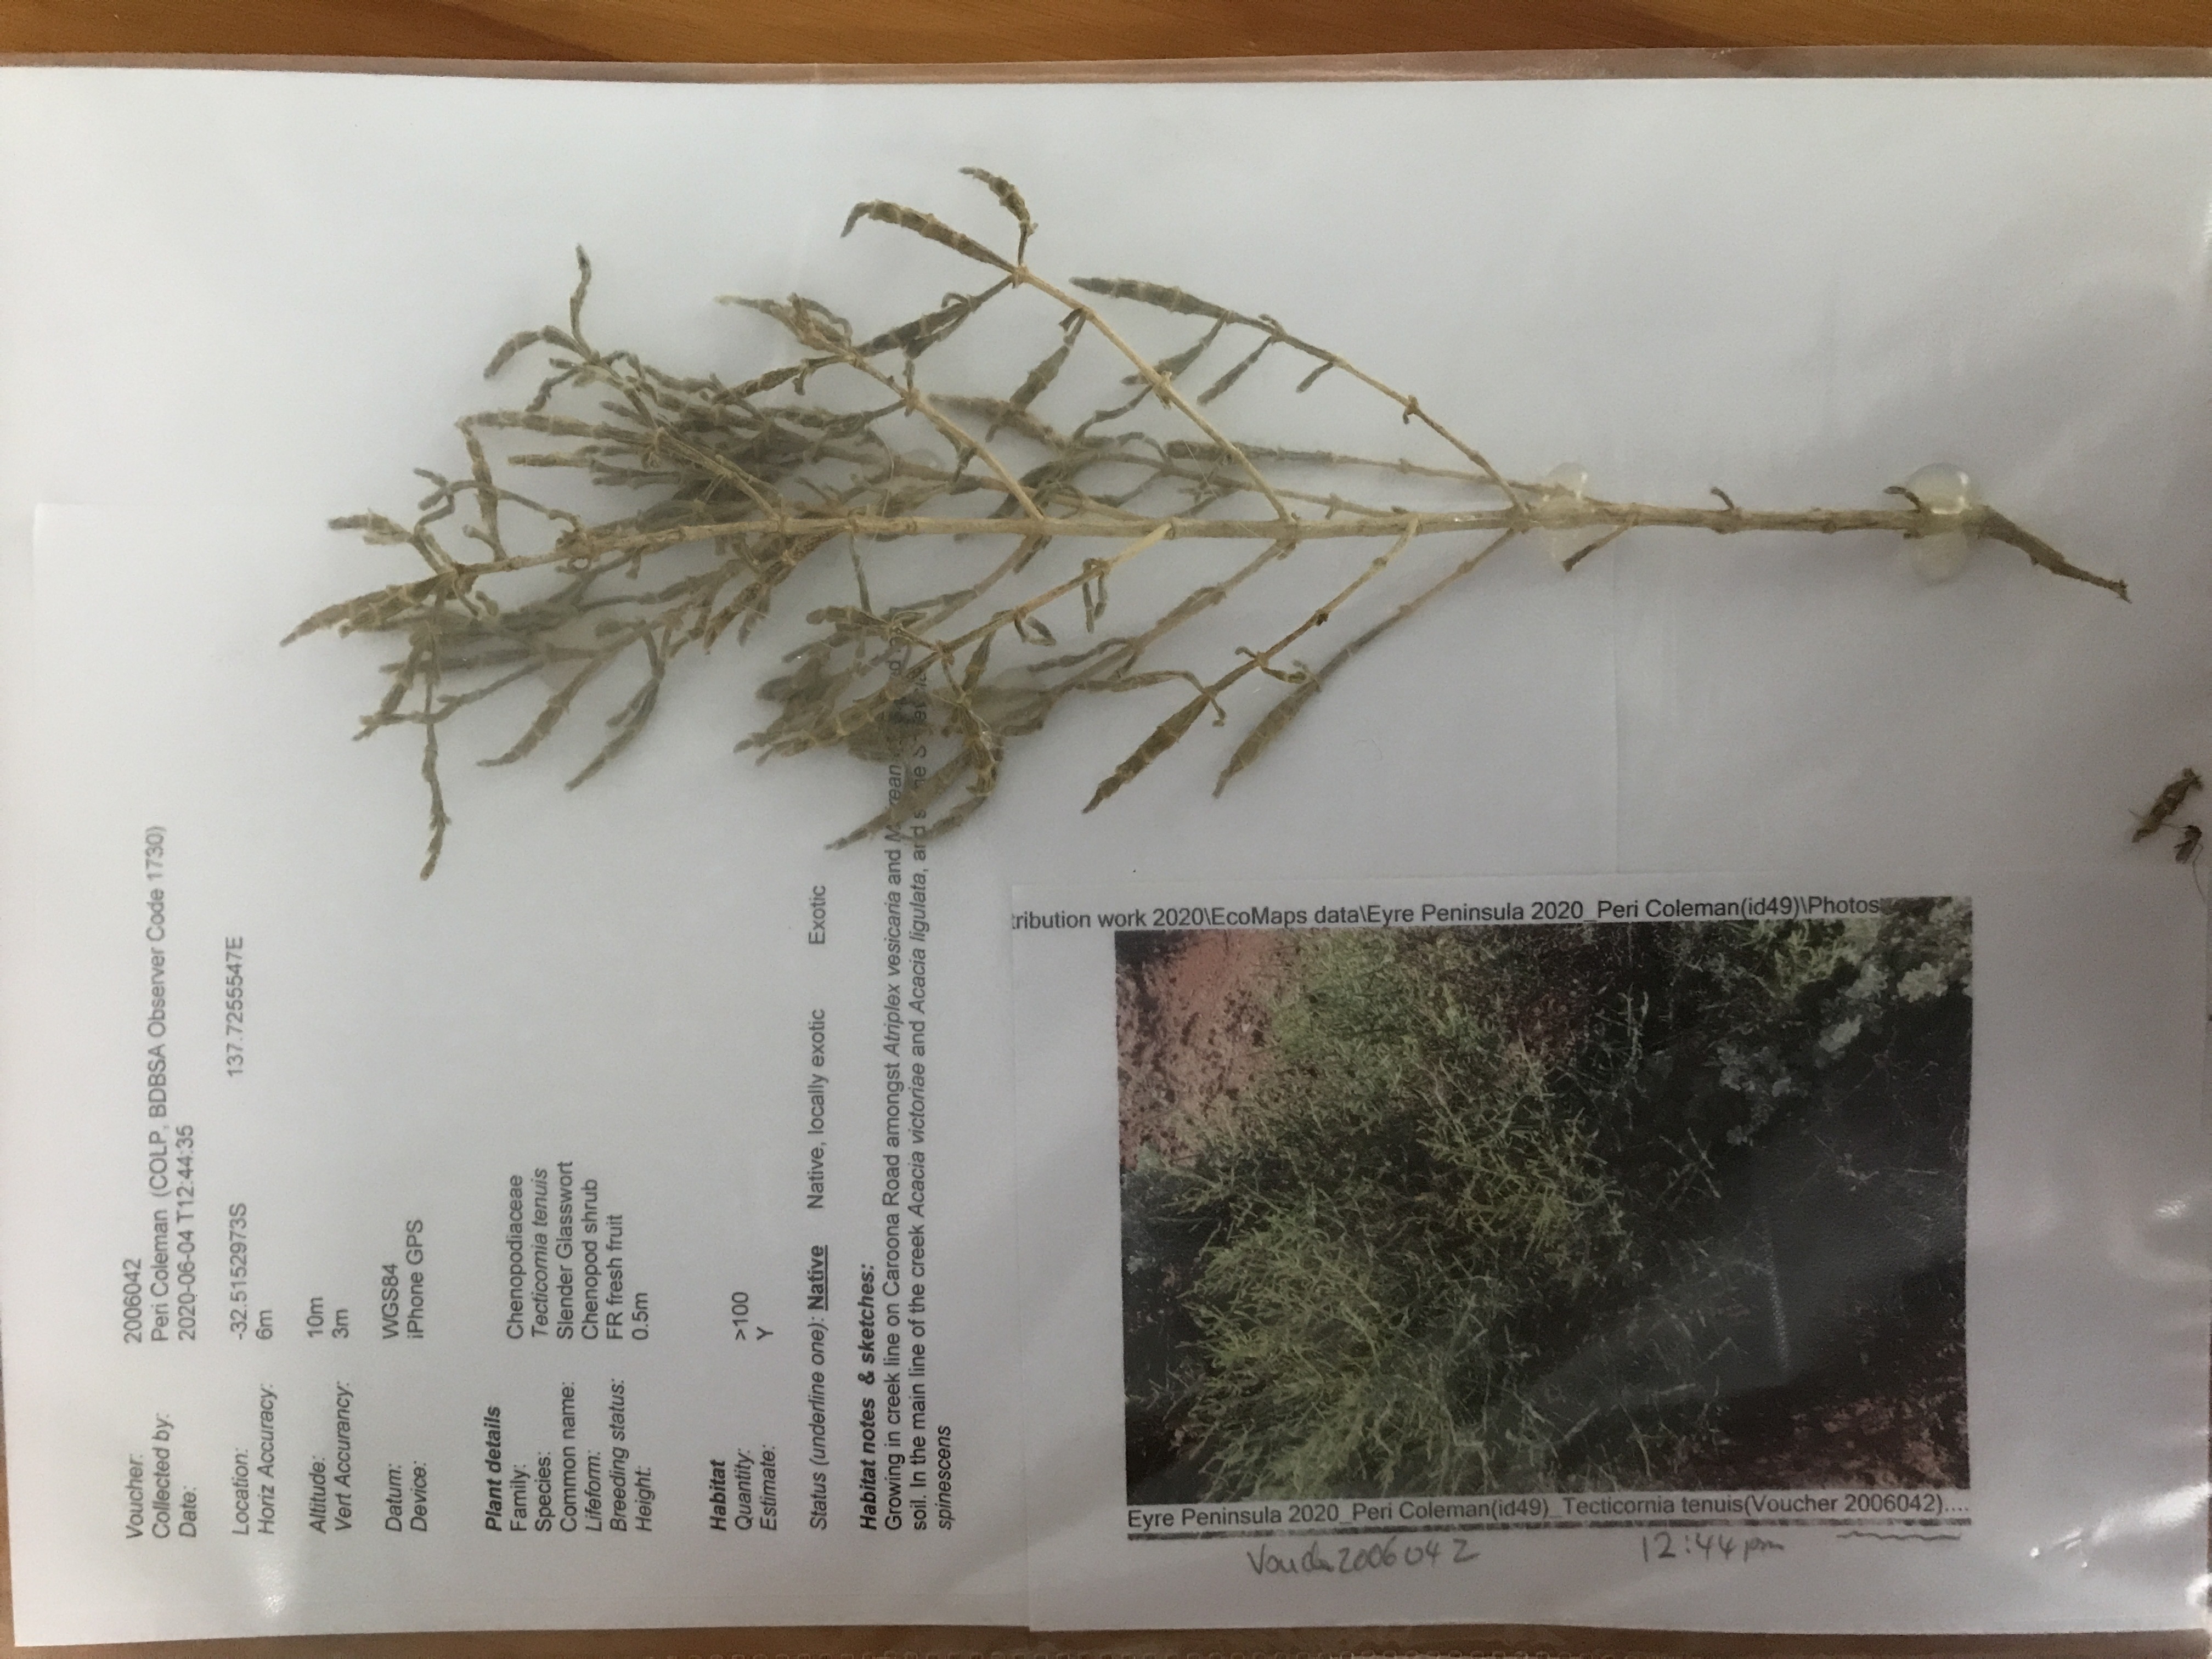 Voucher: 2006042
Collected by: Peri Coleman (COLP, BDBSA Observer Code 1730)
Date: 2020-06-04 T12:44:35
Location: -32.5152973S 137.7255547E
Horiz Accuracy: 6m
Altitude: 10m
Vert Accurancy: 3m
Datum: WGS84
Device: iPhone GPS
Plant details
Family: Chenopodiaceae
Species: Tecticornia tenuis
Common name: Slender Glasswort
Lifeform: Chenopod shrub
Breeding status: FR fresh fruit
Height: 0.5m
Habitat
Quantity: >100
Estimate: Y
Status (underline one): Native Native, locally exotic Exotic
Habitat notes & sketches:
Growing in creek line on Caroona Road amongst Atriplex vesicaria and
soil. In the main line of the creek Acacia victoriae and Acacia ligulata, and
spinescens
ribution work 2020\EcoMaps data\Eyre Peninsula 2020_Peri Coleman(id49)\Photos
Eyre Peninsula 2020_Peri Coleman(id49)_Tecticornia tenuis(Voucher 2006042)....
Voucher 2006042 12:44pm